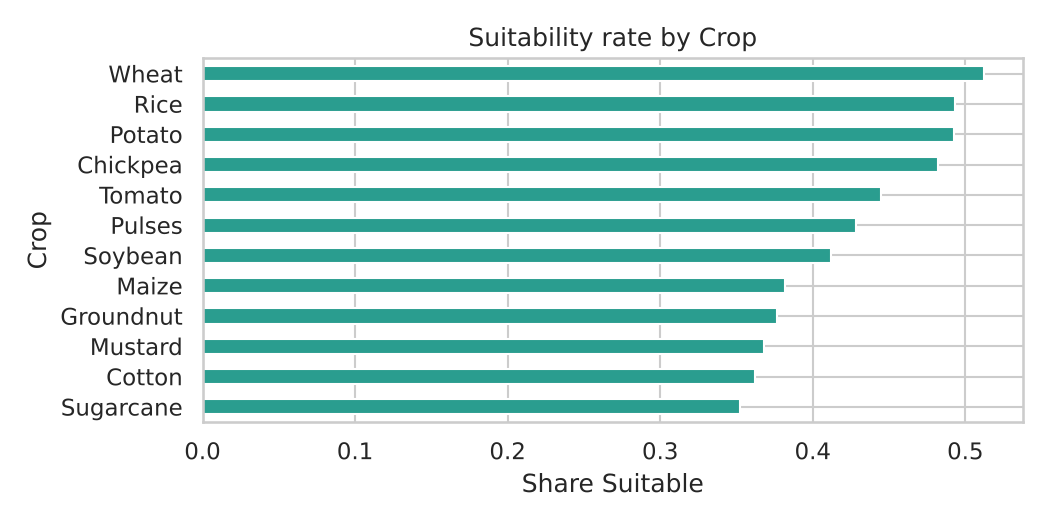 Suitability rate by Crop
Crop
Wheat
Rice
Potato
Chickpea
Tomato
Pulses
Soybean
Maize
Groundnut
Mustard
Cotton
Sugarcane
0.0 0.1 0.2 0.3 0.4 0.5
Share Suitable